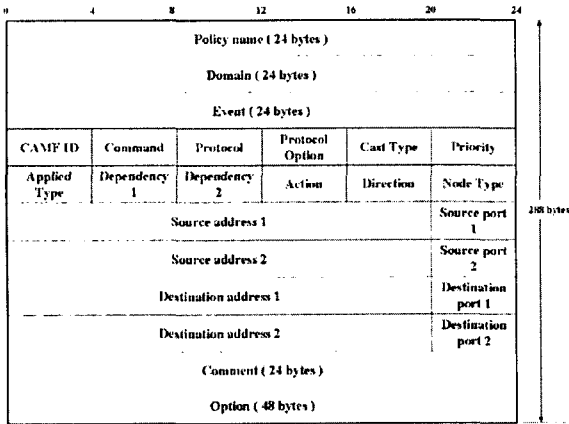 0 4 8 12 16 20 24
Policy name ( 24 bytes )
Domain ( 24 bytes )
Event ( 24 bytes )
CAMF ID Command Protocol Protocol Option Cast Type Priority
Applied Type Dependency 1 Dependency 2 Action Direction Node Type
Source address 1 Source port 1
288 bytes
Source address 2 Source port 2
Destination address 1 Destination port 1
Destination address 2 Destination port 2
Comment ( 24 bytes )
Option ( 48 bytes )